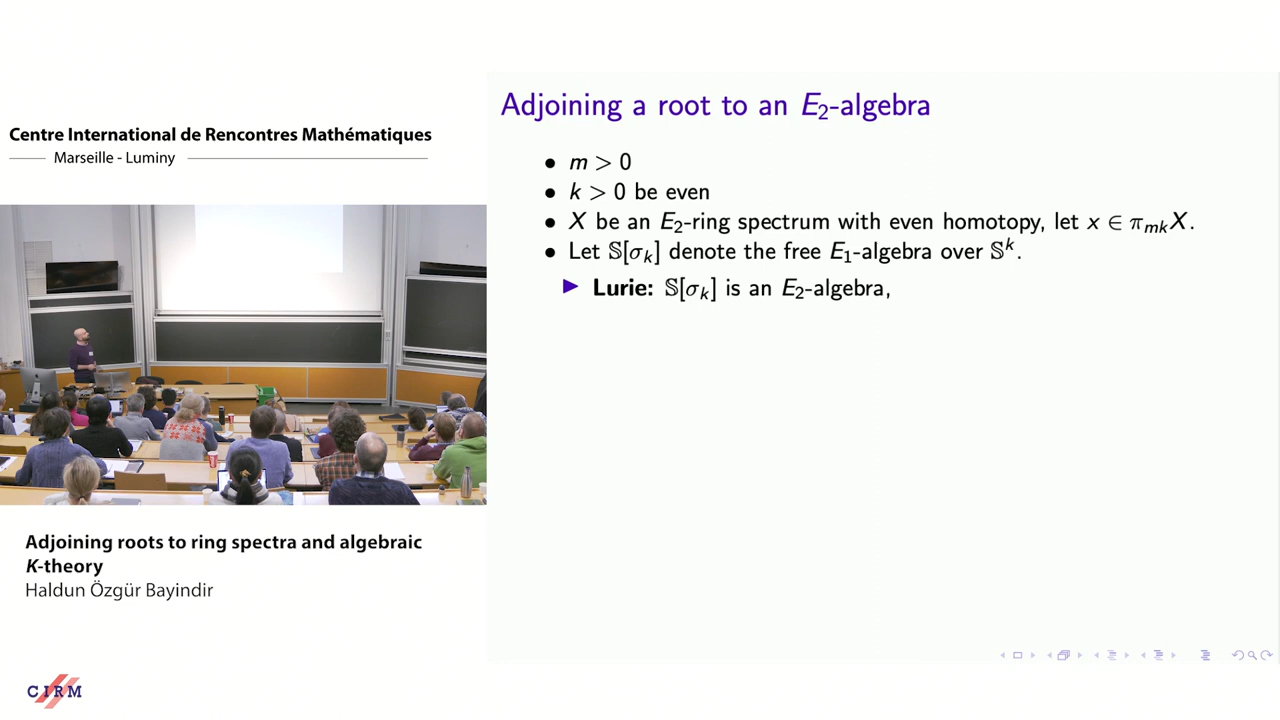 Centre International de Rencontres Mathématiques
Marseille - Luminy
Adjoining a root to an E₂-algebra
• m > 0
• k > 0 be even
• X be an E₂-ring spectrum with even homotopy, let x ∈ π_{mk}X.
• Let 𝕊[σₖ] denote the free E₁-algebra over 𝕊ᵏ.
▶ Lurie: 𝕊[σₖ] is an E₂-algebra,
Adjoining roots to ring spectra and algebraic
K-theory
Haldun Özgür Bayindir
CIRM